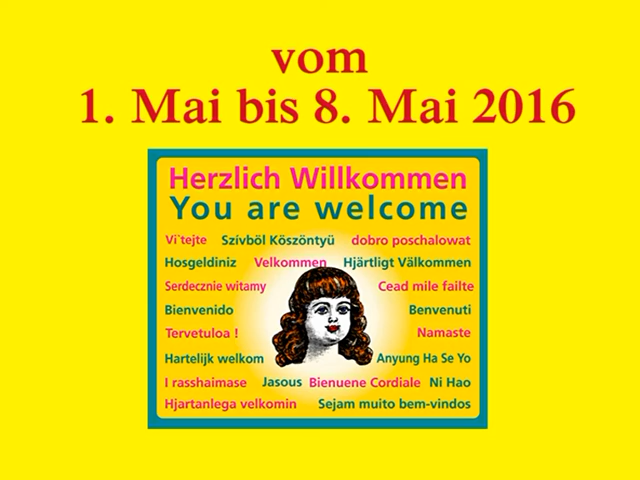 vom
1. Mai bis 8. Mai 2016
Herzlich Willkommen
You are welcome
Vi`tejte Szívböl Köszöntyü dobro poschalowat
Hosgeldiniz Velkommen Hjärtligt Välkommen
Serdecznie witamy Cead mile failte
Bienvenido Benvenuti
Tervetuloa ! Namaste
Hartelijk welkom Anyung Ha Se Yo
I rasshaimase Jasous Bienuene Cordiale Ni Hao
Hjartanlega velkomin Sejam muito bem-vindos